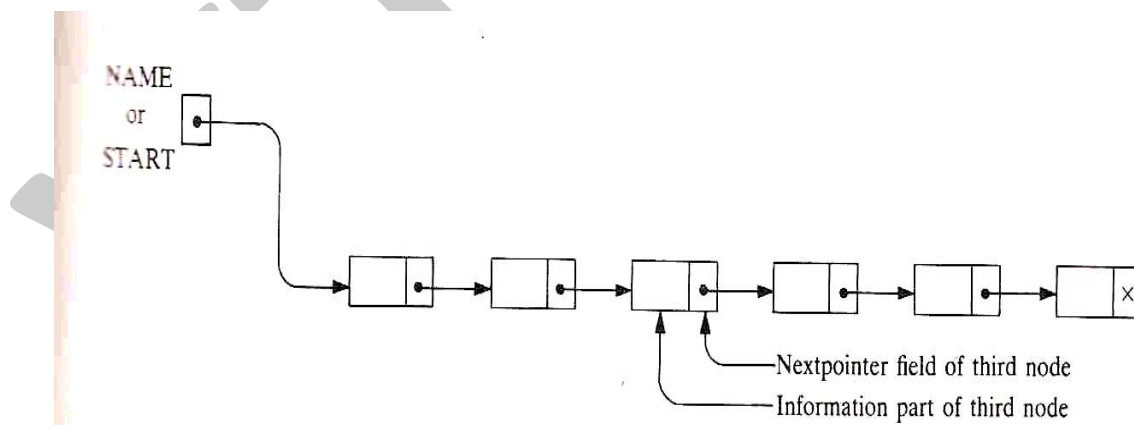 NAME
or
START
×
Nextpointer field of third node
Information part of third node